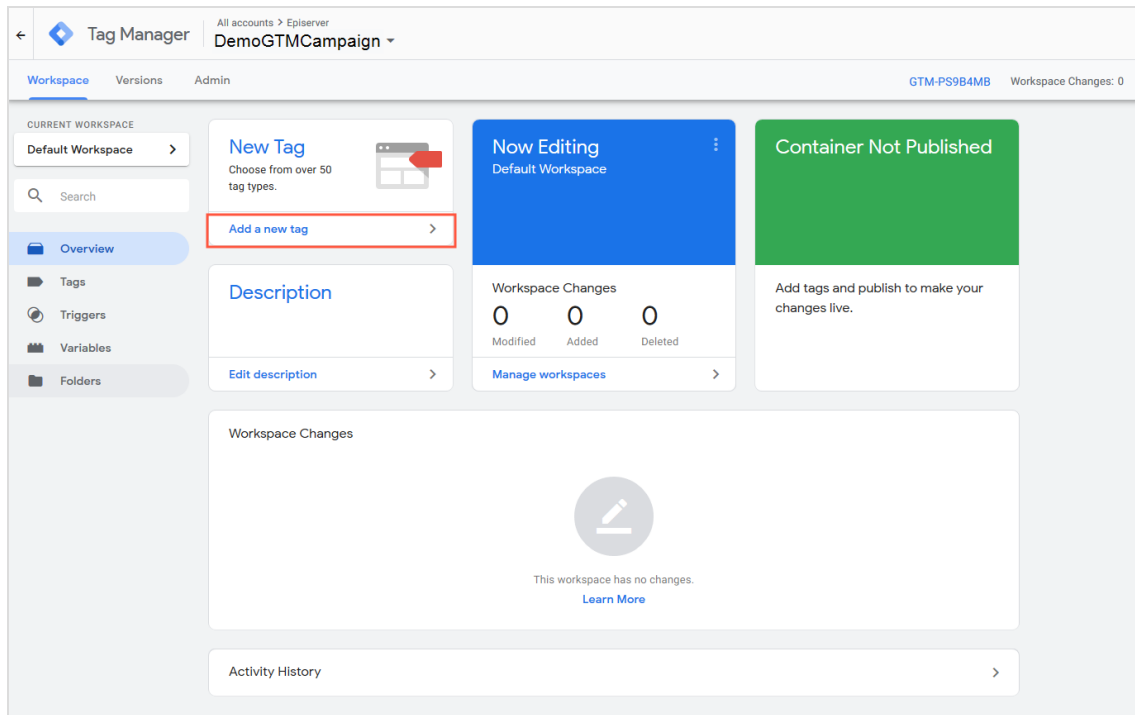 All accounts > Episerver
Tag Manager
DemoGTMCampaign
Workspace Versions Admin
GTM-PS9B4MB Workspace Changes: 0
CURRENT WORKSPACE
Default Workspace
Search
Overview
Tags
Triggers
Variables
Folders
New Tag
Choose from over 50
tag types.
Add a new tag
Description
Edit description
Now Editing
Default Workspace
Workspace Changes
0 0 0
Modified Added Deleted
Manage workspaces
Container Not Published
Add tags and publish to make your
changes live.
Workspace Changes
This workspace has no changes.
Learn More
Activity History